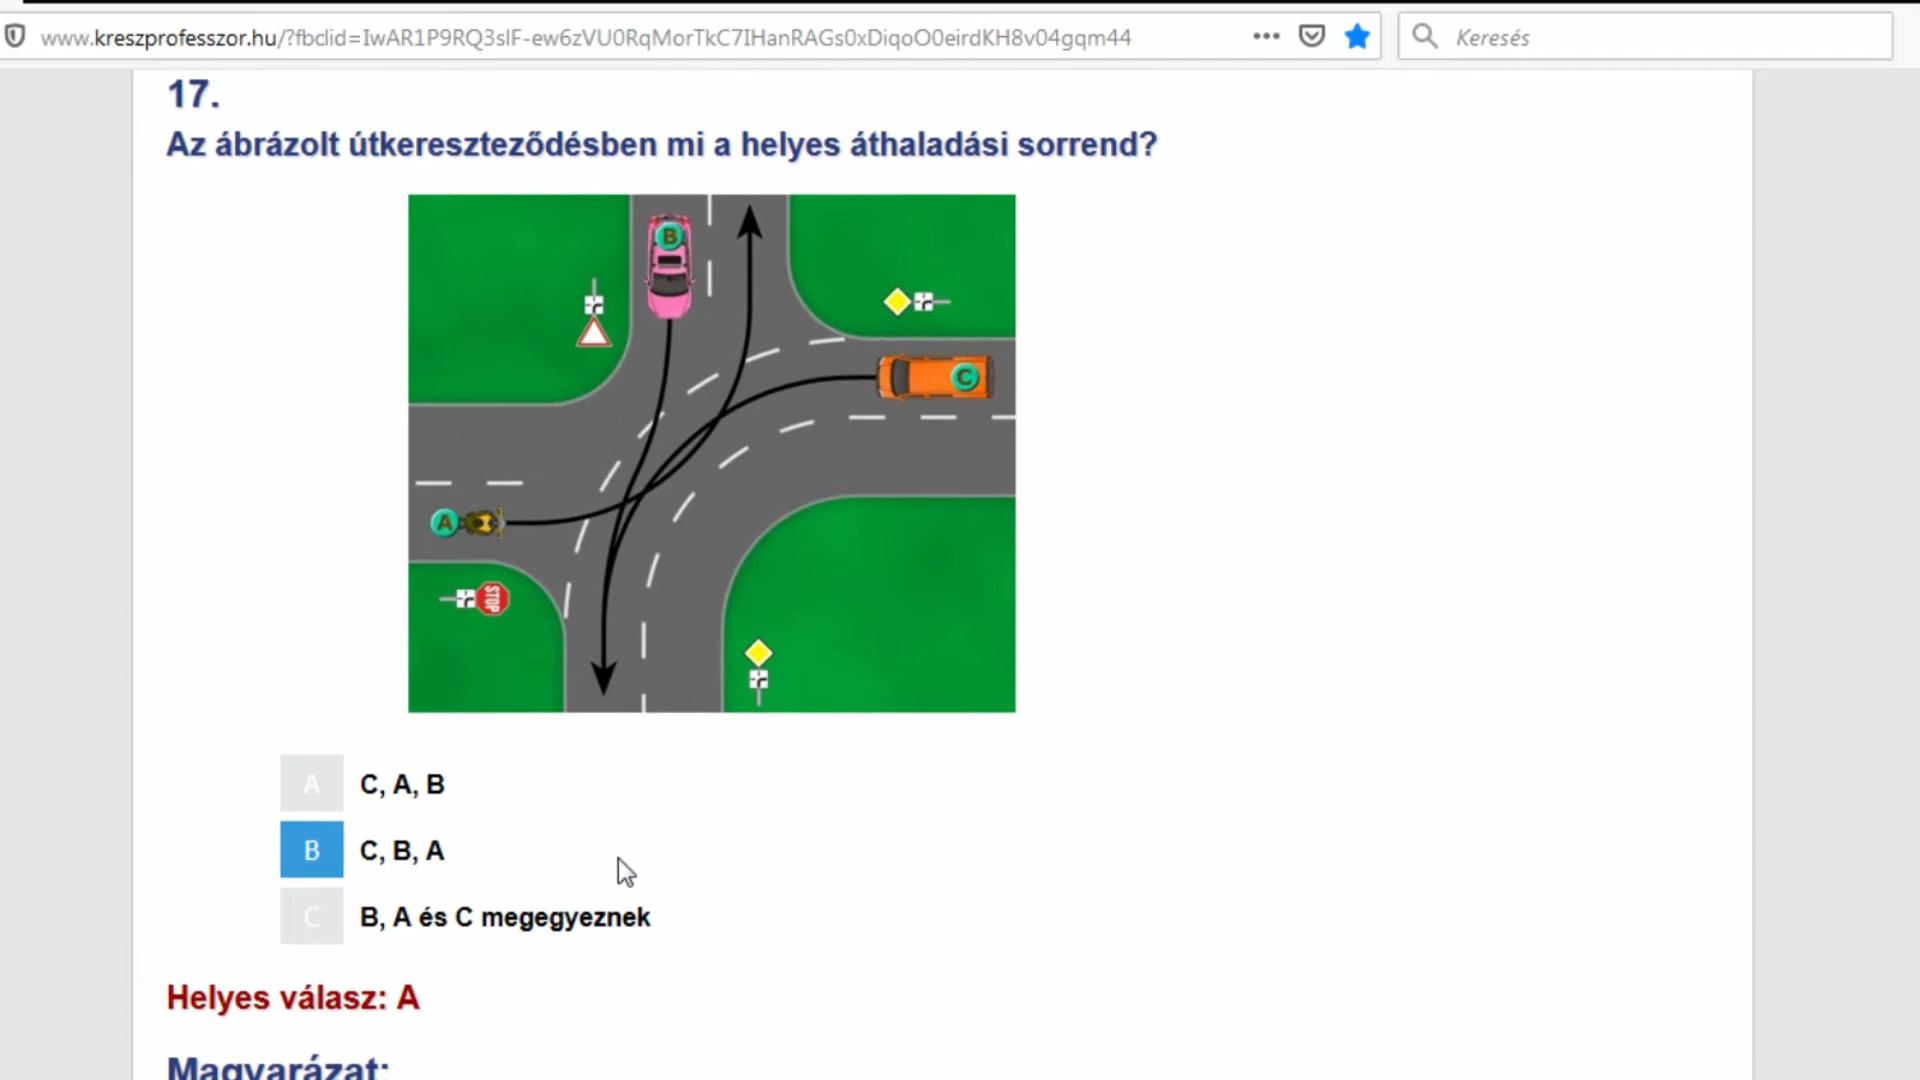 www.kreszprofesszor.hu/?fbclid=IwAR1P9RQ3slF-ew6zVU0RqMorTkC7IHanRAGs0xDiqoO0eirdKH8v04gqm44
Keresés
17.
Az ábrázolt útkereszteződésben mi a helyes áthaladási sorrend?
B
C
A
STOP
A C, A, B
B C, B, A
C B, A és C megegyeznek
Helyes válasz: A
Magyarázat: